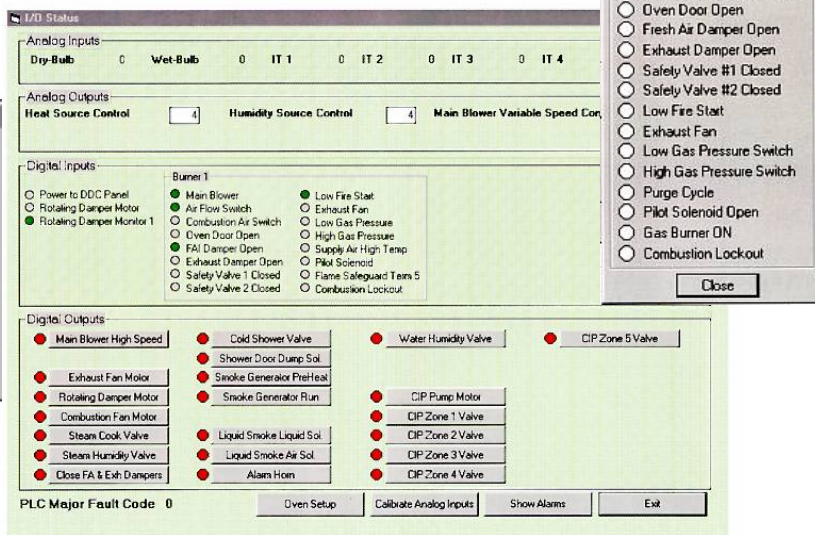 I/O Status
Analog Inputs
Dry-Bulb 0 Wet-Bulb 0 IT 1 0 IT 2 0 IT 3 0 IT 4
Analog Outputs
Heat Source Control 4 Humidity Source Control 4 Main Blower Variable Speed Con
Digital Inputs
Power to DDC Panel
Rotating Damper Motor
Rotating Damper Monitor 1
Burner 1
Main Blower
Air Flow Switch
Combustion Air Switch
Oven Door Open
FAI Damper Open
Exhaust Damper Open
Safety Valve 1 Closed
Safety Valve 2 Closed
Low Fire Start
Exhaust Fan
Low Gas Pressure
High Gas Pressure
Supply Air High Temp
Pilot Solenoid
Flame Safeguard Term 5
Combustion Lockout
Oven Door Open
Fresh Air Damper Open
Exhaust Damper Open
Safety Valve #1 Closed
Safety Valve #2 Closed
Low Fire Start
Exhaust Fan
Low Gas Pressure Switch
High Gas Pressure Switch
Purge Cycle
Pilot Solenoid Open
Gas Burner ON
Combustion Lockout
Close
Digital Outputs
Main Blower High Speed Cold Shower Valve Water Humidity Valve CIP Zone 5 Valve
Shower Door Dump Sol.
Exhaust Fan Motor Smoke Generator PreHeat
Rotating Damper Motor Smoke Generator Run CIP Pump Motor
Combustion Fan Motor CIP Zone 1 Valve
Steam Cook Valve Liquid Smoke Liquid Sol. CIP Zone 2 Valve
Steam Humidity Valve Liquid Smoke Air Sol. CIP Zone 3 Valve
Close FA & Exh Dampers Alarm Horn CIP Zone 4 Valve
PLC Major Fault Code 0 Oven Setup Calibrate Analog Inputs Show Alarms Exit